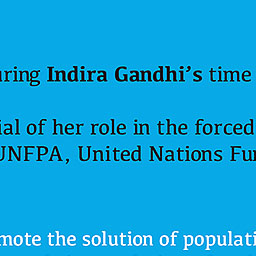 uring Indira Gandhi's time
ial of her role in the forced
UNFPA, United Nations Fu
mote the solution of populati